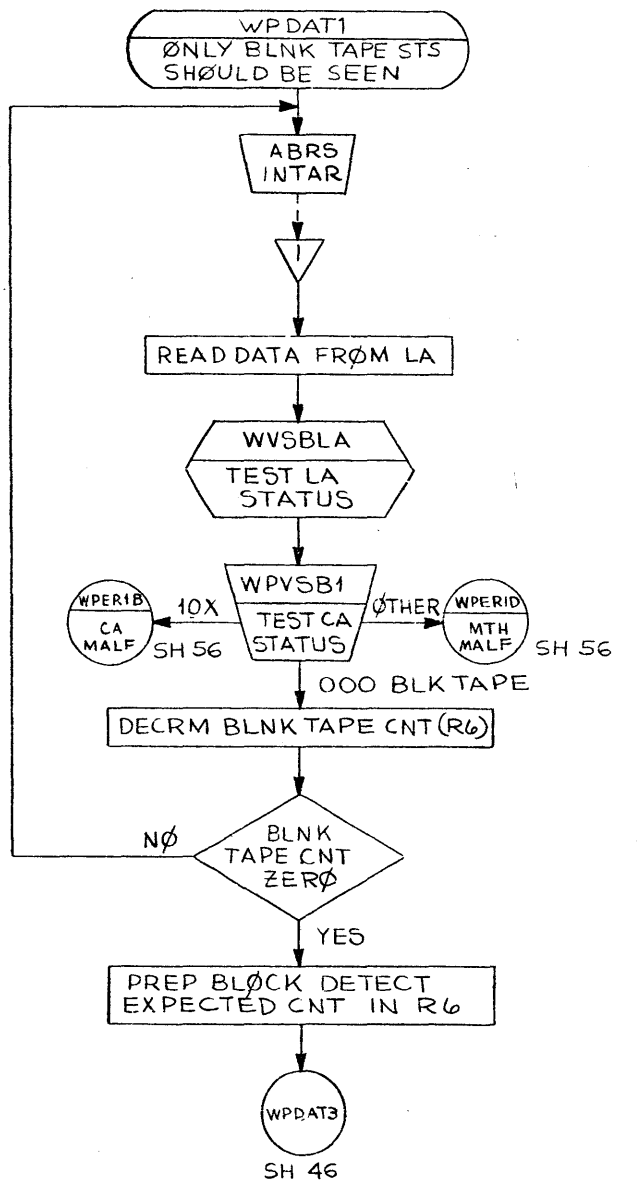 WPDAT1
ØNLY BLNK TAPE STS
SHØULD BE SEEN
ABRS
INTAR
1
READ DATA FRØM LA
WVSBLA
TEST LA
STATUS
WPVSB1
TEST CA
STATUS
10X
WPER1B
CA
MALF
SH 56
ØTHER
WPER1D
MTH
MALF
SH 56
000 BLK TAPE
DECRM BLNK TAPE CNT (R6)
BLNK
TAPE CNT
ZERØ
NØ
YES
PREP BLØCK DETECT
EXPECTED CNT IN R6
WPDAT3
SH 46